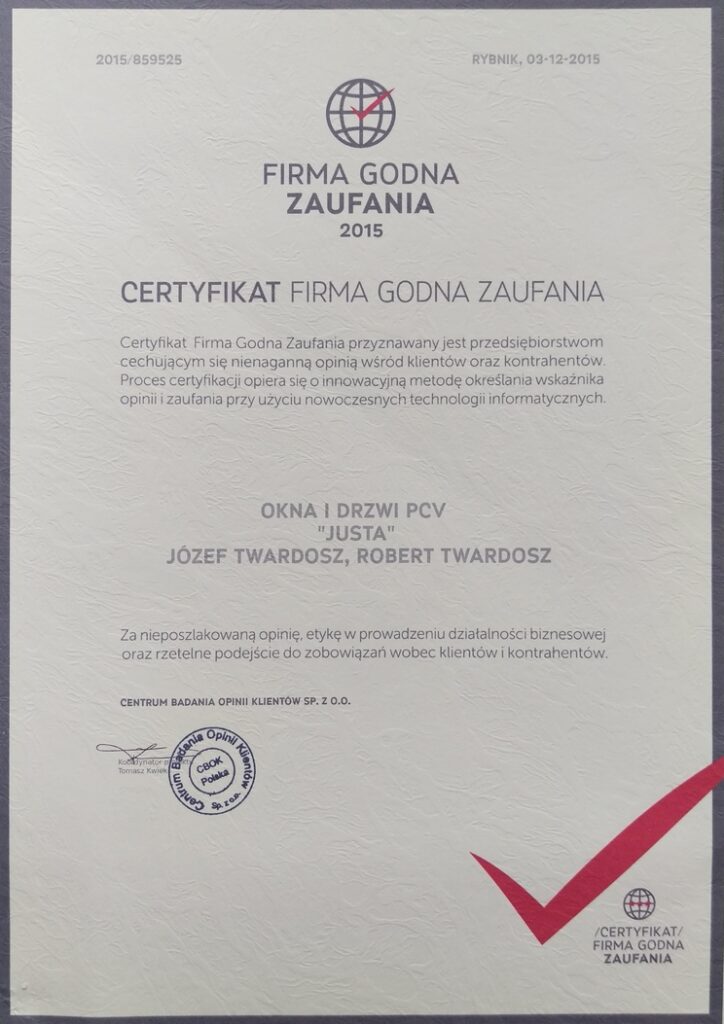 2015/859525
RYBNIK, 03-12-2015
FIRMA GODNA
ZAUFANIA
2015
CERTYFIKAT FIRMA GODNA ZAUFANIA
Certyfikat Firma Godna Zaufania przyznawany jest przedsiębiorstwom
cechującym się nienaganną opinią wśród klientów oraz kontrahentów.
Proces certyfikacji opiera się o innowacyjną metodę określania wskaźnika
opinii i zaufania przy użyciu nowoczesnych technologii informatycznych.
OKNA I DRZWI PCV
"JUSTA"
JÓZEF TWARDOSZ, ROBERT TWARDOSZ
Za nieposzlakowaną opinię, etykę w prowadzeniu działalności biznesowej
oraz rzetelne podejście do zobowiązań wobec klientów i kontrahentów.
CENTRUM BADANIA OPINII KLIENTÓW SP. Z O.O.
Koordynator
Tomasz
Centrum Badania Opinii Klientów
Sp. z o.o.
CBOK
Polska
/CERTYFIKAT/
FIRMA GODNA
ZAUFANIA